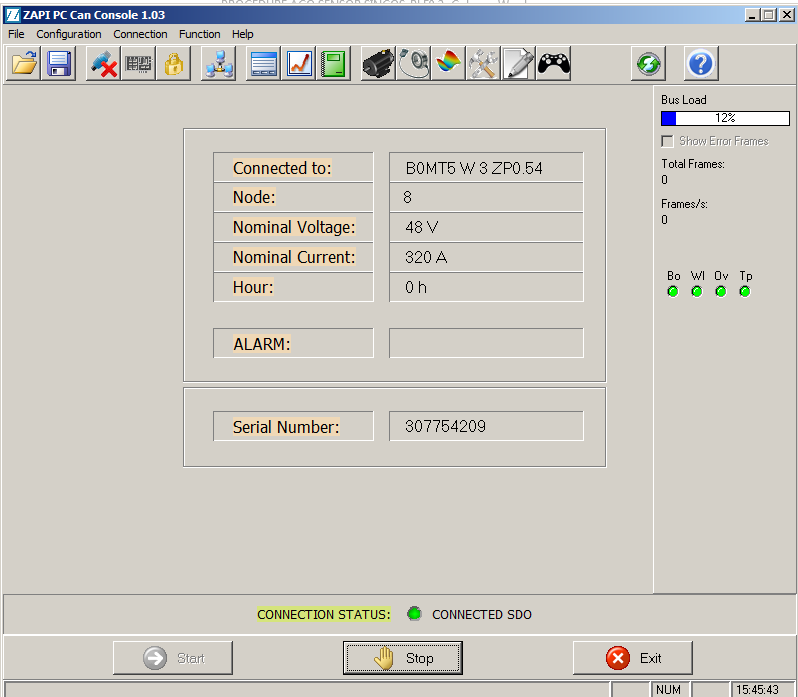 ZAPI PC Can Console 1.03
File Configuration Connection Function Help
Bus Load
12%
Show Error Frames
Total Frames:
0
Frames/s:
0
Bo Wl Ov Tp
Connected to: B0MT5 W 3 ZP0.54
Node: 8
Nominal Voltage: 48 V
Nominal Current: 320 A
Hour: 0 h
ALARM:
Serial Number: 307754209
CONNECTION STATUS: CONNECTED SDO
Start Stop Exit
NUM 15:45:43